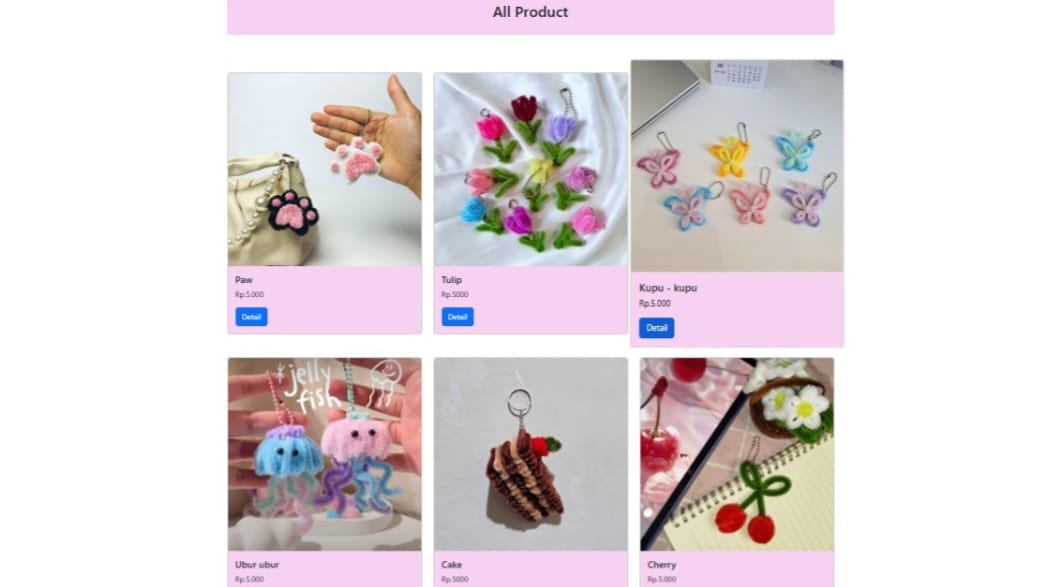 All Product
Paw
Rp.5.000
Detail
Tulip
Rp.5000
Detail
Kupu - kupu
Rp.5.000
Detail
jelly
fish
Ubur ubur
Rp.5.000
Cake
Rp.5000
Cherry
Rp.5.000